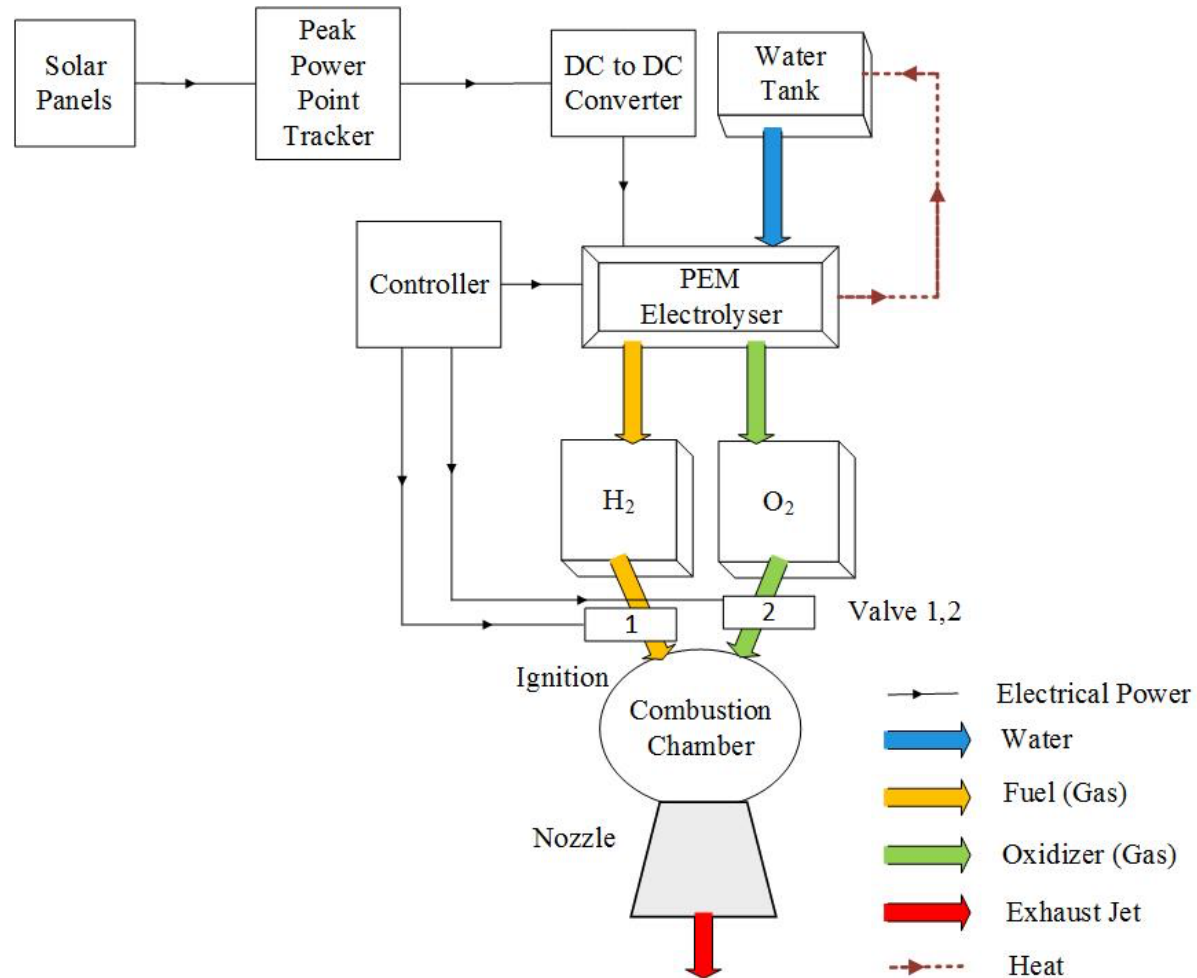 Solar
Panels
Peak
Power
Point
Tracker
DC to DC
Converter
Water
Tank
Controller
PEM
Electrolyser
H₂
O₂
1
2
Valve 1,2
Ignition
Combustion
Chamber
Nozzle
Electrical Power
Water
Fuel (Gas)
Oxidizer (Gas)
Exhaust Jet
Heat